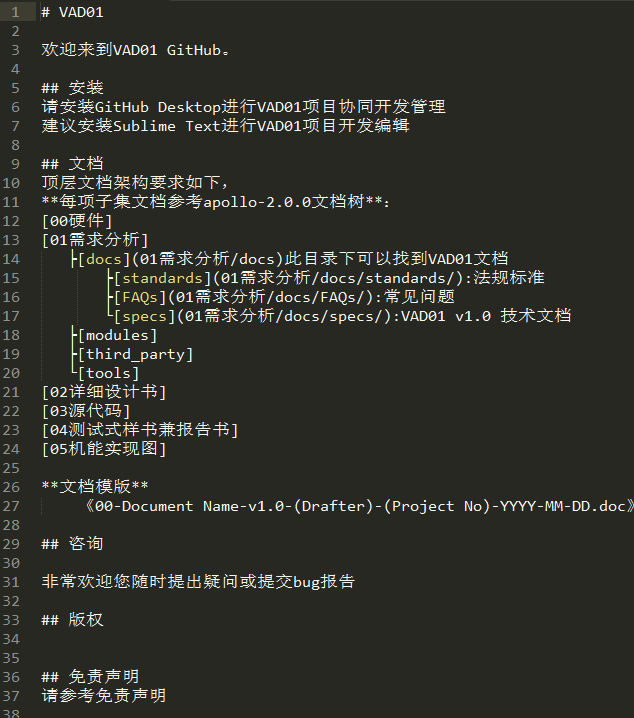 1 # VAD01
2
3 欢迎来到VAD01 GitHub。
4
5 ## 安装
6 请安装GitHub Desktop进行VAD01项目协同开发管理
7 建议安装Sublime Text进行VAD01项目开发编辑
8
9 ## 文档
10 顶层文档架构要求如下，
11 **每项子集文档参考apollo-2.0.0文档树**：
12 [00硬件]
13 [01需求分析]
14 ├[docs](01需求分析/docs)此目录下可以找到VAD01文档
15 ├[standards](01需求分析/docs/standards/):法规标准
16 ├[FAQs](01需求分析/docs/FAQs/):常见问题
17 └[specs](01需求分析/docs/specs/):VAD01 v1.0 技术文档
18 ├[modules]
19 ├[third_party]
20 └[tools]
21 [02详细设计书]
22 [03源代码]
23 [04测试式样书兼报告书]
24 [05机能实现图]
25
26 **文档模版**
27 《00-Document Name-v1.0-(Drafter)-(Project No)-YYYY-MM-DD.doc》
28
29 ## 咨询
30
31 非常欢迎您随时提出疑问或提交bug报告
32
33 ## 版权
34
35
36 ## 免责声明
37 请参考免责声明
38